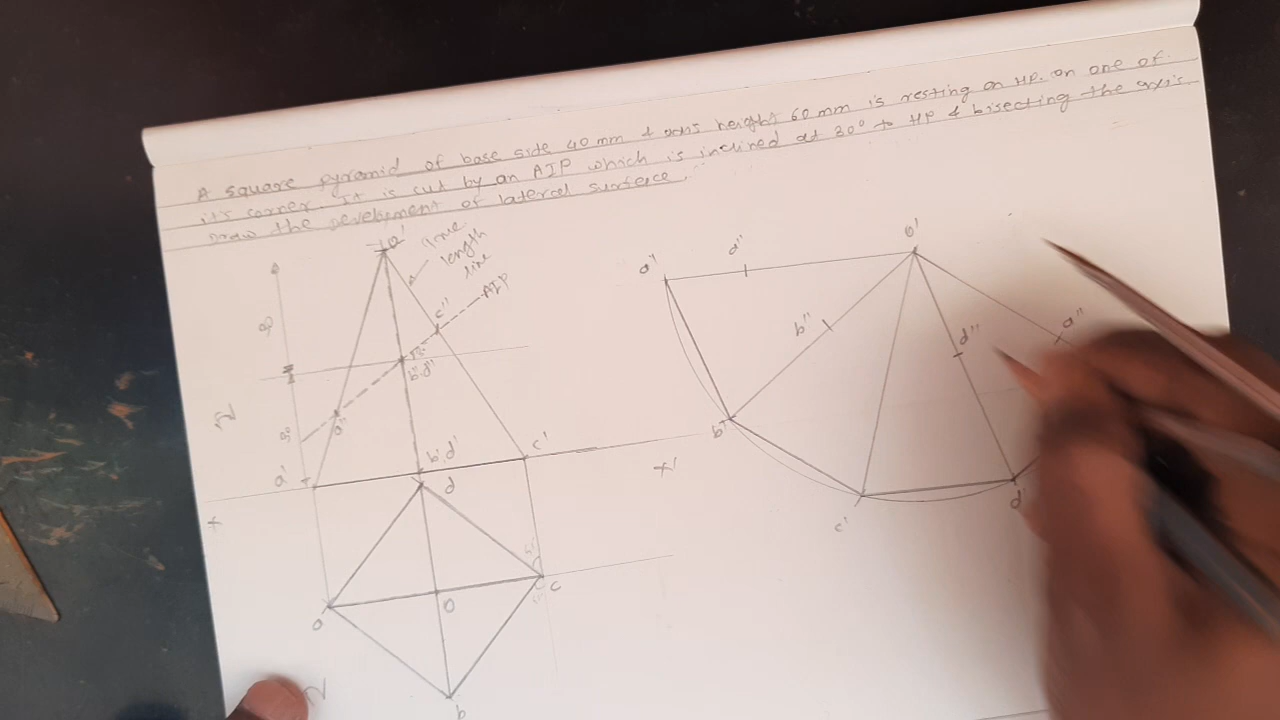 A square pyramid of base side 40 mm & axis height 60 mm is resting on HP. on one of
it's corner. It is cut by an AIP which is inclined at 30° to HP & bisecting the axis.
Draw the development of lateral surface.
o'
True
length
line
AIP
c"
30
30
b".d"
a"
a'
b'.d'
c'
X
X'
d
a
o
c
b
o'
a"
a"
b"
d"
a"
b'
c'
d'